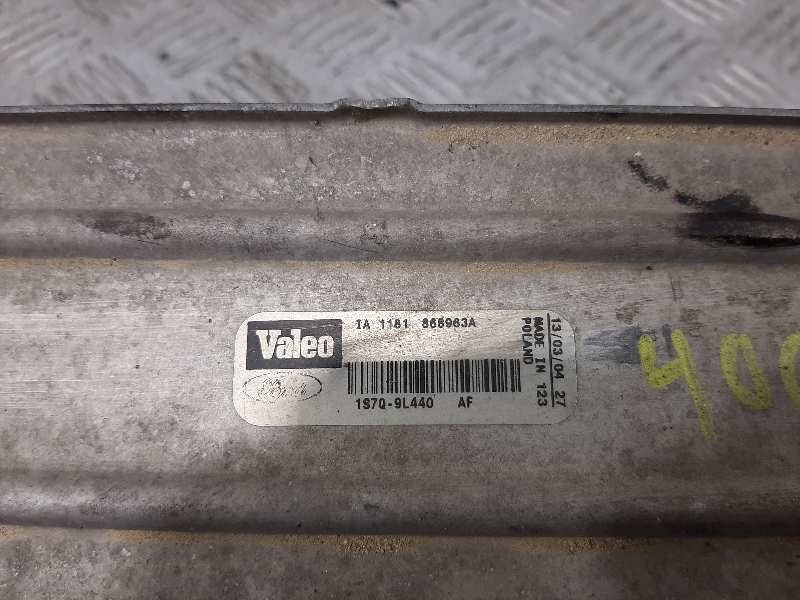 Valeo
IA 1181 868963A
1S7Q-9L440 AF
13/03/04 27
MADE IN 123
POLAND
400